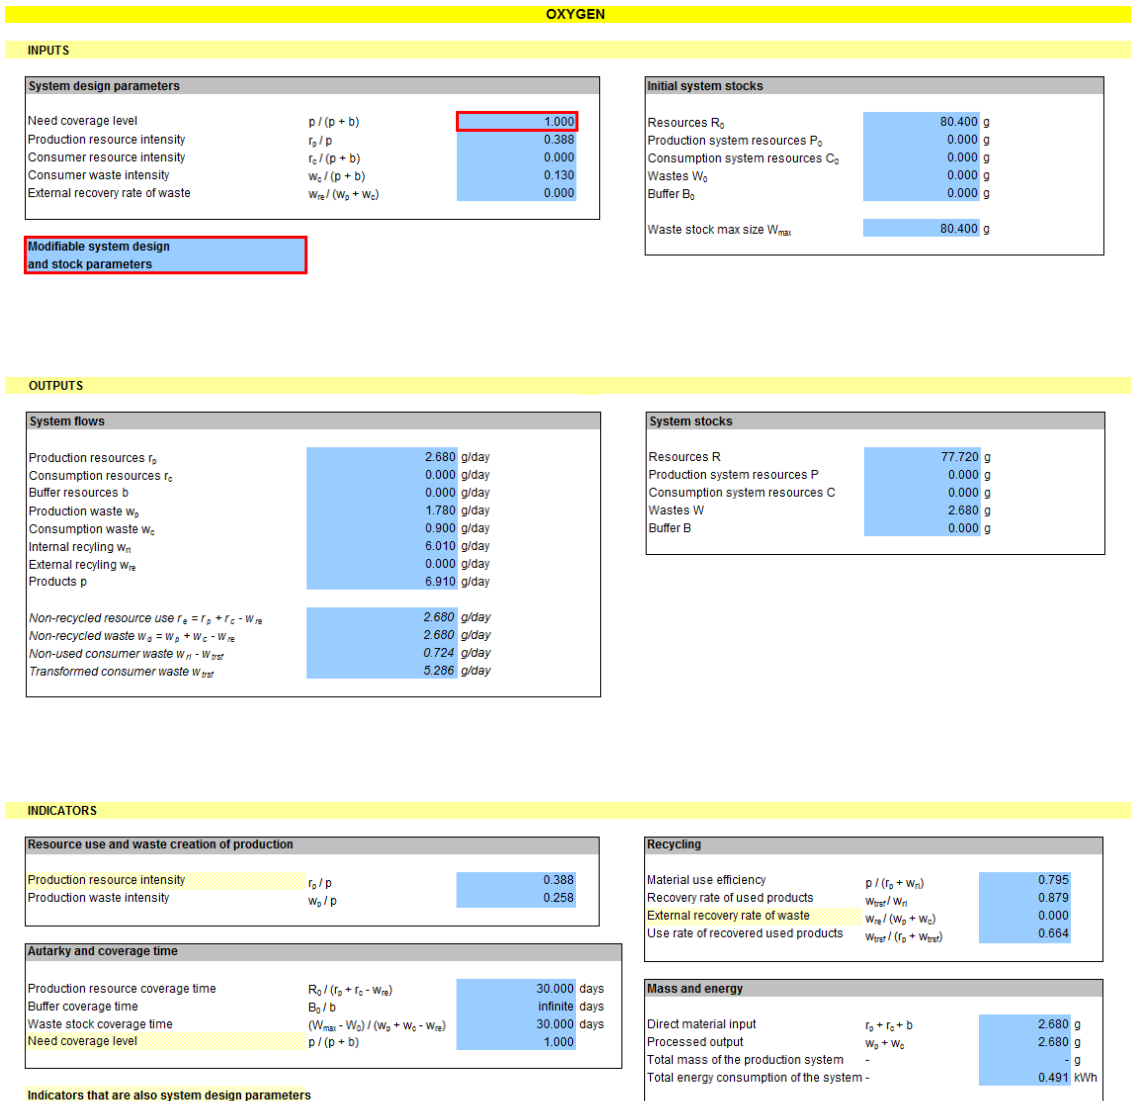 OXYGEN
INPUTS
System design parameters
Need coverage level p / (p + b) 1.000
Production resource intensity rₚ / p 0.388
Consumer resource intensity r꜀ / (p + b) 0.000
Consumer waste intensity w꜀ / (p + b) 0.130
External recovery rate of waste wᵣₑ / (wₚ + w꜀) 0.000
Modifiable system design
and stock parameters
Initial system stocks
Resources R₀ 80.400 g
Production system resources P₀ 0.000 g
Consumption system resources C₀ 0.000 g
Wastes W₀ 0.000 g
Buffer B₀ 0.000 g
Waste stock max size Wmax 80.400 g
OUTPUTS
System flows
Production resources rₚ 2.680 g/day
Consumption resources r꜀ 0.000 g/day
Buffer resources b 0.000 g/day
Production waste wₚ 1.780 g/day
Consumption waste w꜀ 0.900 g/day
Internal recyling wᵣᵢ 6.010 g/day
External recyling wᵣₑ 0.000 g/day
Products p 6.910 g/day
Non-recycled resource use rₑ = rₚ + r꜀ - wᵣₑ 2.680 g/day
Non-recycled waste wd = wₚ + w꜀ - wᵣₑ 2.680 g/day
Non-used consumer waste wᵣᵢ - wtrsf 0.724 g/day
Transformed consumer waste wtrsf 5.286 g/day
System stocks
Resources R 77.720 g
Production system resources P 0.000 g
Consumption system resources C 0.000 g
Wastes W 2.680 g
Buffer B 0.000 g
INDICATORS
Resource use and waste creation of production
Production resource intensity rₚ / p 0.388
Production waste intensity wₚ / p 0.258
Autarky and coverage time
Production resource coverage time R₀ / (rₚ + r꜀ - wᵣₑ) 30.000 days
Buffer coverage time B₀ / b infinite days
Waste stock coverage time (Wmax - W₀) / (wₚ + w꜀ - wᵣₑ) 30.000 days
Need coverage level p / (p + b) 1.000
Indicators that are also system design parameters
Recycling
Material use efficiency p / (rₚ + wᵣᵢ) 0.795
Recovery rate of used products wtrsf / wᵣᵢ 0.879
External recovery rate of waste wᵣₑ / (wₚ + w꜀) 0.000
Use rate of recovered used products wtrsf / (rₚ + wtrsf) 0.664
Mass and energy
Direct material input rₚ + r꜀ + b 2.680 g
Processed output wₚ + w꜀ 2.680 g
Total mass of the production system - - g
Total energy consumption of the system - 0.491 kWh